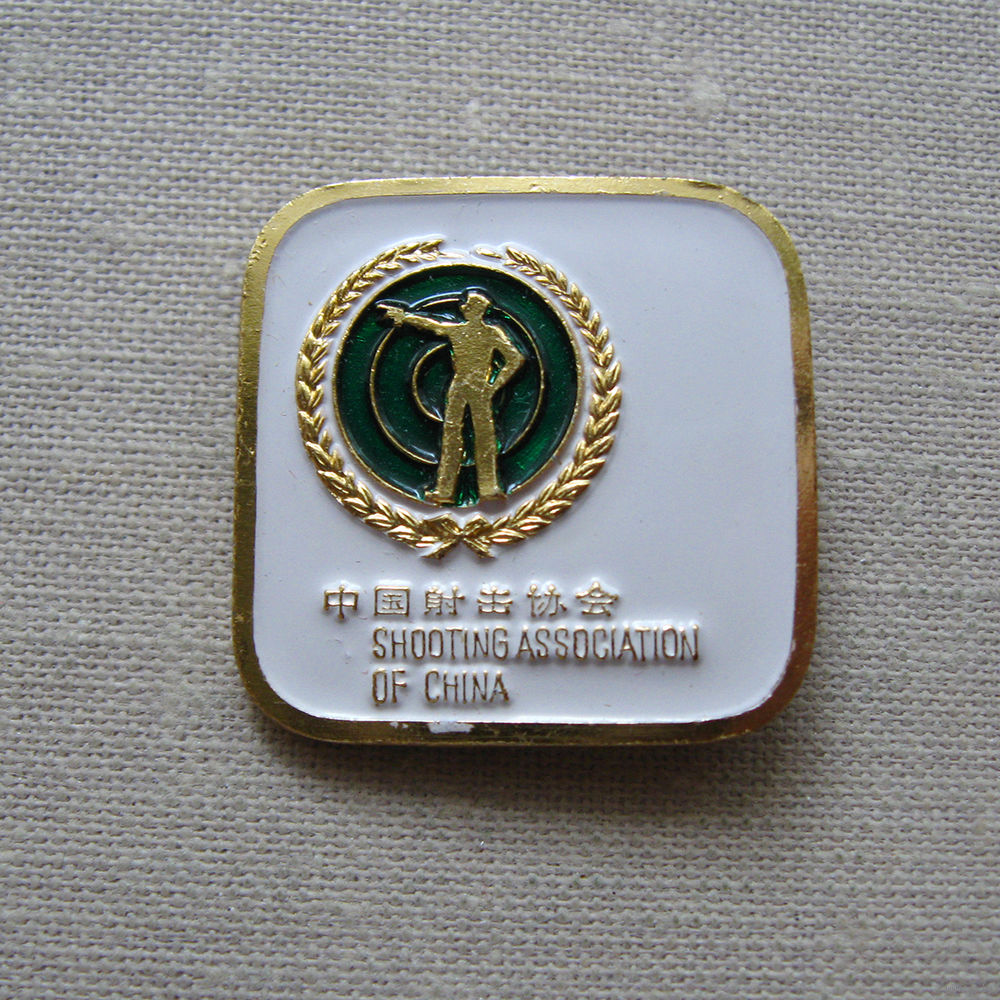 中国射击协会
SHOOTING ASSOCIATION
OF CHINA